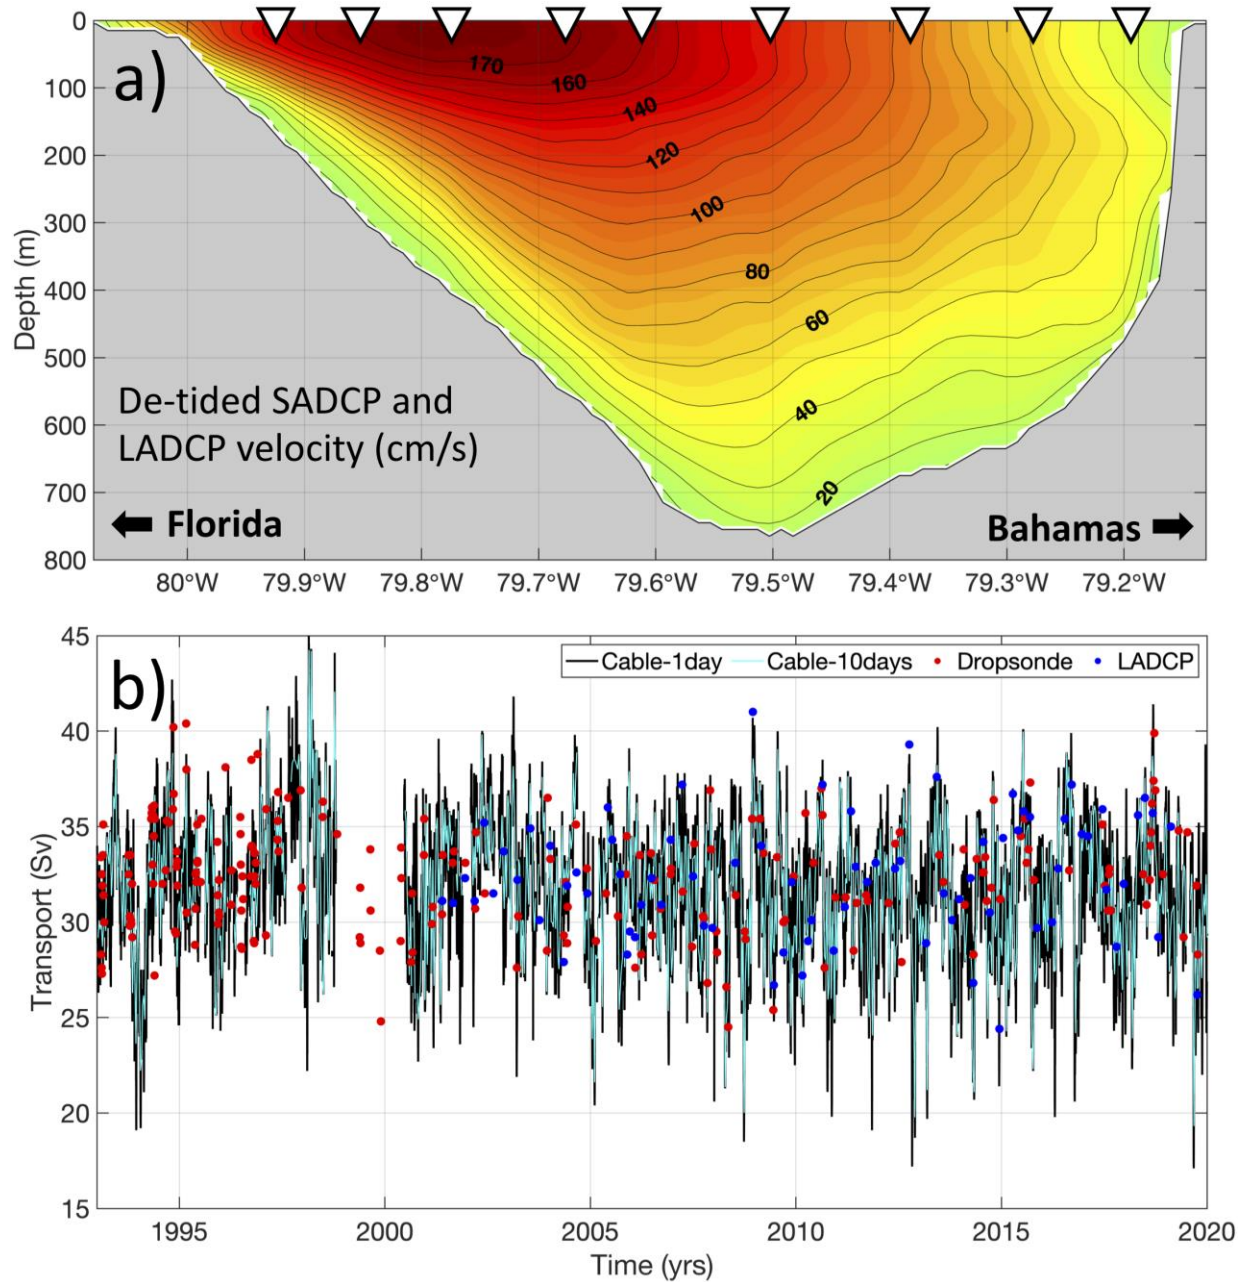 a)
0
100
200
300
400
500
600
700
800
Depth (m)
170
160
140
120
100
80
60
40
20
De-tided SADCP and
LADCP velocity (cm/s)
Florida
Bahamas
80°W 79.9°W 79.8°W 79.7°W 79.6°W 79.5°W 79.4°W 79.3°W 79.2°W
b)
Cable-1day Cable-10days Dropsonde LADCP
45
40
35
30
25
20
15
Transport (Sv)
1995 2000 2005 2010 2015 2020
Time (yrs)